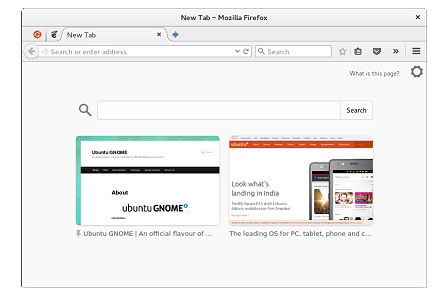 New Tab - Mozilla Firefox
New Tab
Search or enter address
Search
What is this page?
Search
Ubuntu GNOME
About
ubuntu GNOME
ubuntu
Look what's
landing in India
Ubuntu GNOME | An official flavour of ...
The leading OS for PC, tablet, phone and c...